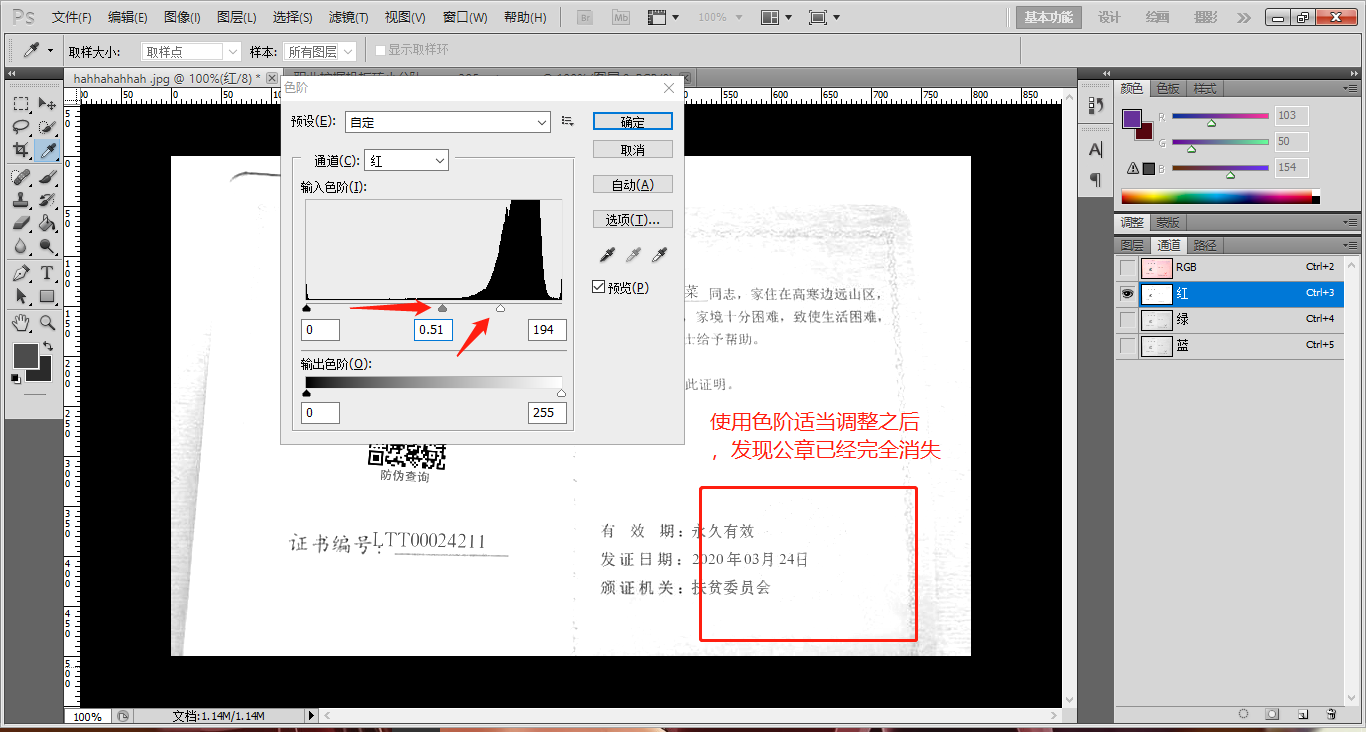 Ps 文件(F) 编辑(E) 图像(I) 图层(L) 选择(S) 滤镜(T) 视图(V) 窗口(W) 帮助(H) Br Mb 100% 基本功能 设计 绘画 摄影
取样大小: 取样点 样本: 所有图层 显示取样环
hahhahahhah .jpg @ 100%(红/8) *
色阶
预设(E): 自定
通道(C): 红
输入色阶(I):
0 0.51 194
输出色阶(O):
0 255
确定
取消
自动(A)
选项(T)...
预览(P)
菜 同志，家住在高寒边远山区，
，家境十分困难，致使生活困难，
士给予帮助。
此证明。
使用色阶适当调整之后
，发现公章已经完全消失
防伪查询
证书编号: LTT00024211
有 效 期：永久有效
发证日期：2020年03月24日
颁证机关：扶贫委员会
颜色 色板 样式
R 103
G 50
B 154
调整 蒙版
图层 通道 路径
RGB Ctrl+2
红 Ctrl+3
绿 Ctrl+4
蓝 Ctrl+5
100% 文档:1.14M/1.14M